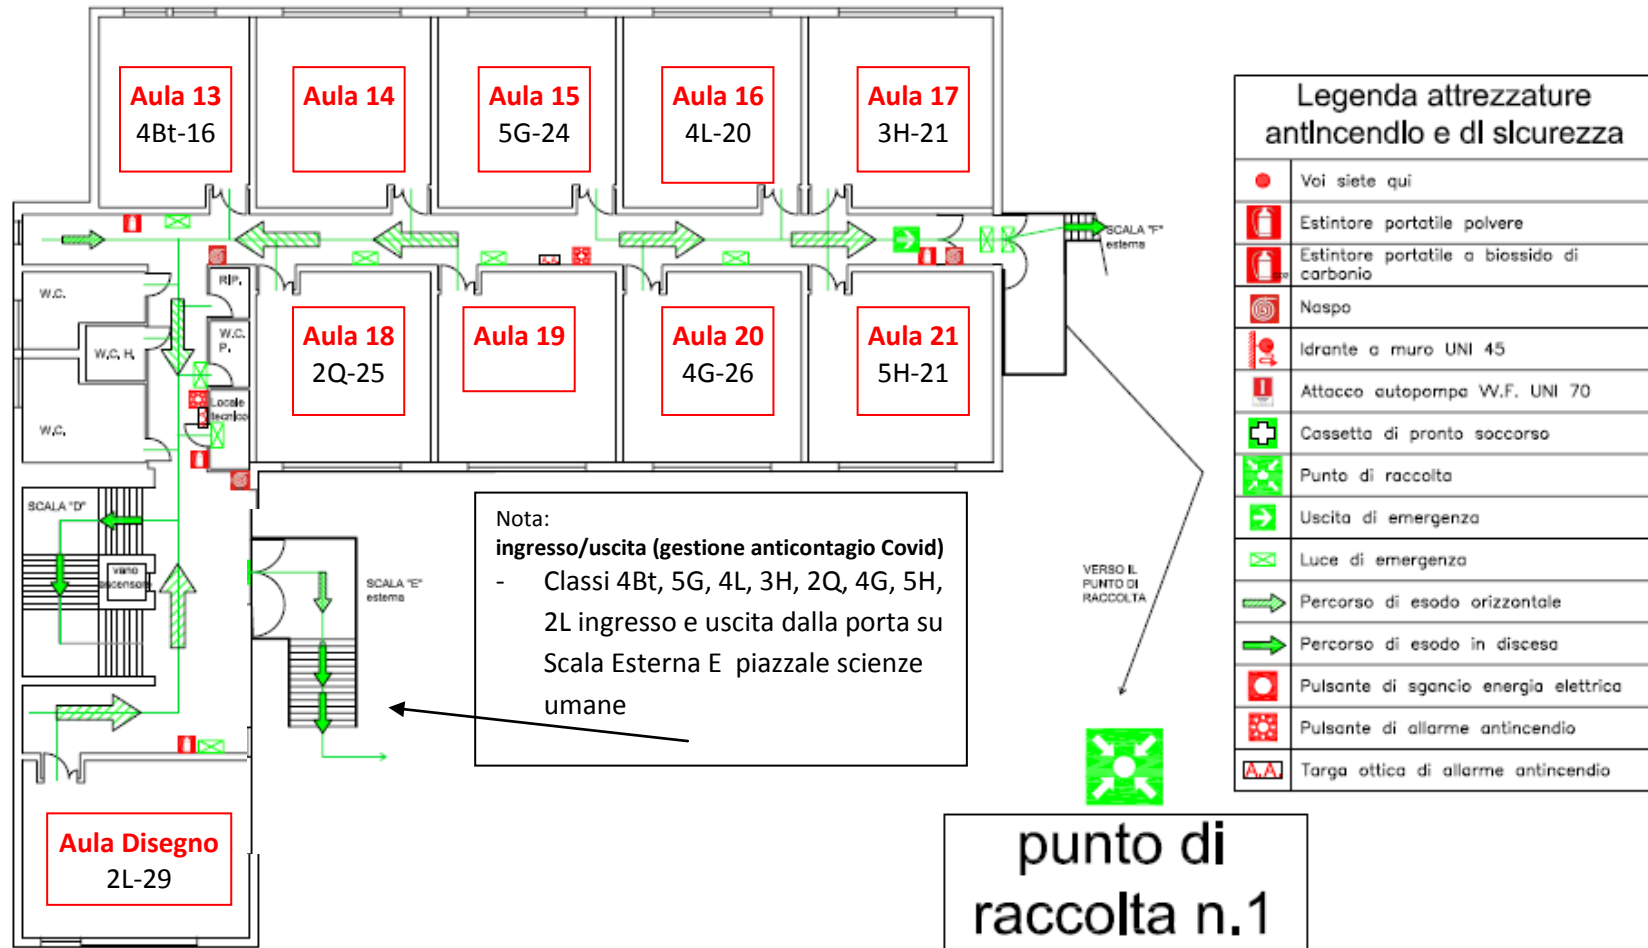 Aula 13
4Bt-16
Aula 14
Aula 15
5G-24
Aula 16
4L-20
Aula 17
3H-21
SCALA "F"
esterna
W.C.
R|P.
W.C.
P.
W.C. H.
W.C.
Locale
tecnico
Aula 18
2Q-25
Aula 19
Aula 20
4G-26
Aula 21
5H-21
A.A.
SCALA "D"
vano
ascensore
SCALA "E"
esterna
Nota:
ingresso/uscita (gestione anticontagio Covid)
- Classi 4Bt, 5G, 4L, 3H, 2Q, 4G, 5H,
2L ingresso e uscita dalla porta su
Scala Esterna E piazzale scienze
umane
VERSO IL
PUNTO DI
RACCOLTA
Aula Disegno
2L-29
punto di
raccolta n.1
Legenda attrezzature
antincendio e di sicurezza
Voi siete qui
Estintore portatile polvere
Estintore portatile a biossido di
carbonio
Naspo
Idrante a muro UNI 45
Attacco autopompa VV.F. UNI 70
Cassetta di pronto soccorso
Punto di raccolta
Uscita di emergenza
Luce di emergenza
Percorso di esodo orizzontale
Percorso di esodo in discesa
Pulsante di sgancio energia elettrica
Pulsante di allarme antincendio
A.A.
Targa ottica di allarme antincendio